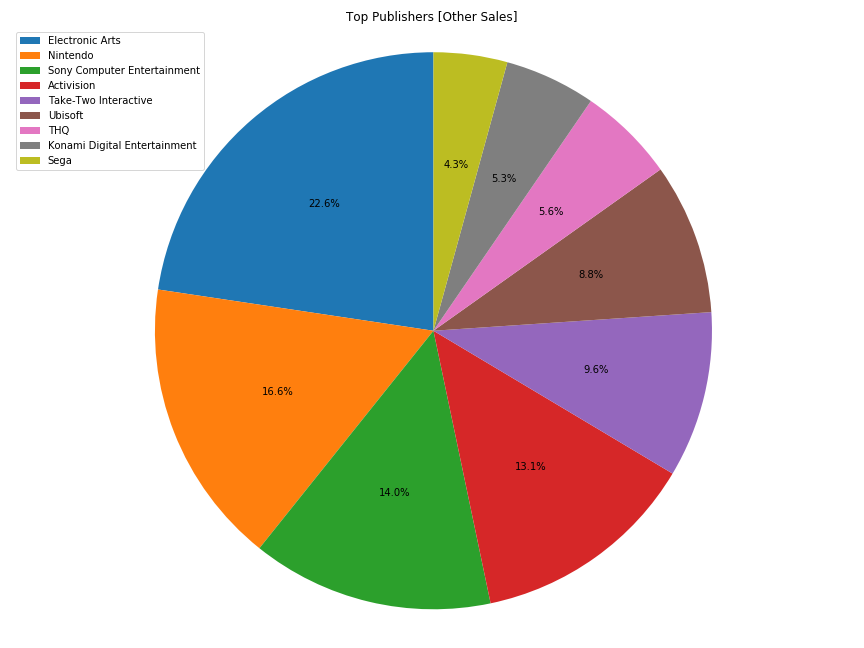 Top Publishers [Other Sales]
Electronic Arts
Nintendo
Sony Computer Entertainment
Activision
Take-Two Interactive
Ubisoft
THQ
Konami Digital Entertainment
Sega
4.3%
5.3%
5.6%
22.6%
8.8%
9.6%
16.6%
13.1%
14.0%